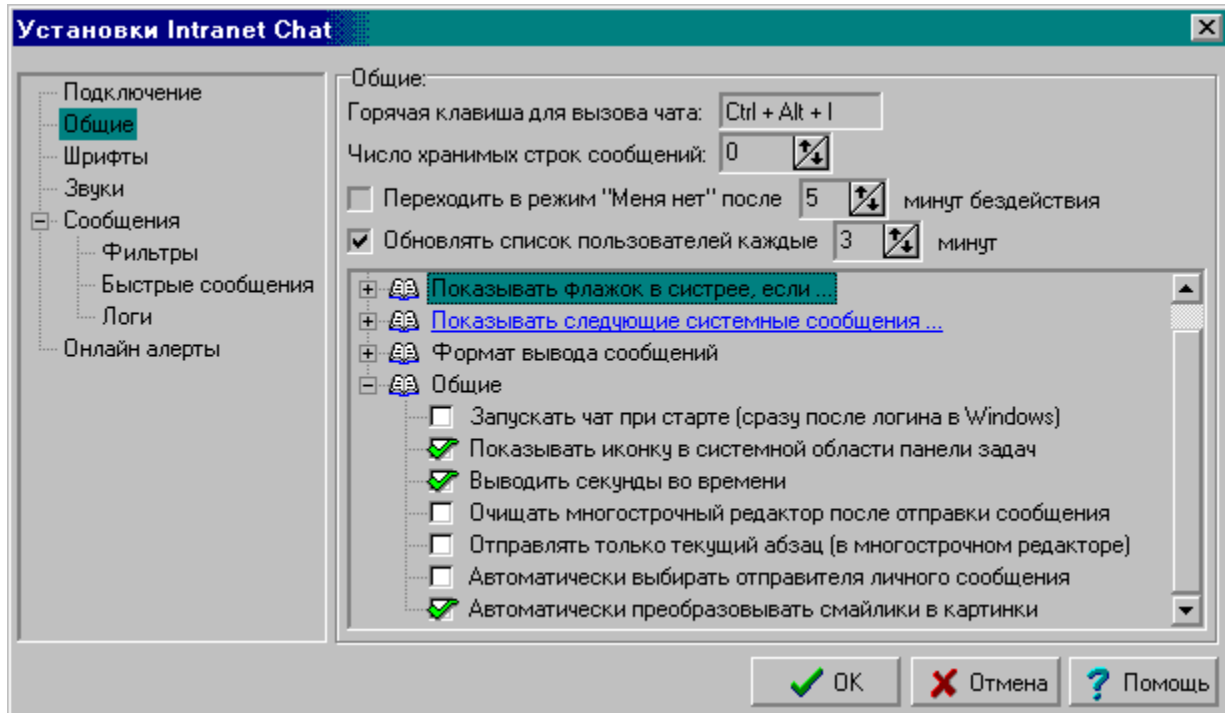 Установки Intranet Chat
Подключение
Общие
Шрифты
Звуки
Сообщения
Фильтры
Быстрые сообщения
Логи
Онлайн алерты
Общие:
Горячая клавиша для вызова чата: Ctrl + Alt + I
Число хранимых строк сообщений: 0
Переходить в режим "Меня нет" после 5 минут бездействия
Обновлять список пользователей каждые 3 минут
Показывать флажок в систрее, если ...
Показывать следующие системные сообщения ...
Формат вывода сообщений
Общие
Запускать чат при старте (сразу после логина в Windows)
Показывать иконку в системной области панели задач
Выводить секунды во времени
Очищать многострочный редактор после отправки сообщения
Отправлять только текущий абзац (в многострочном редакторе)
Автоматически выбирать отправителя личного сообщения
Автоматически преобразовывать смайлики в картинки
OK Отмена Помощь